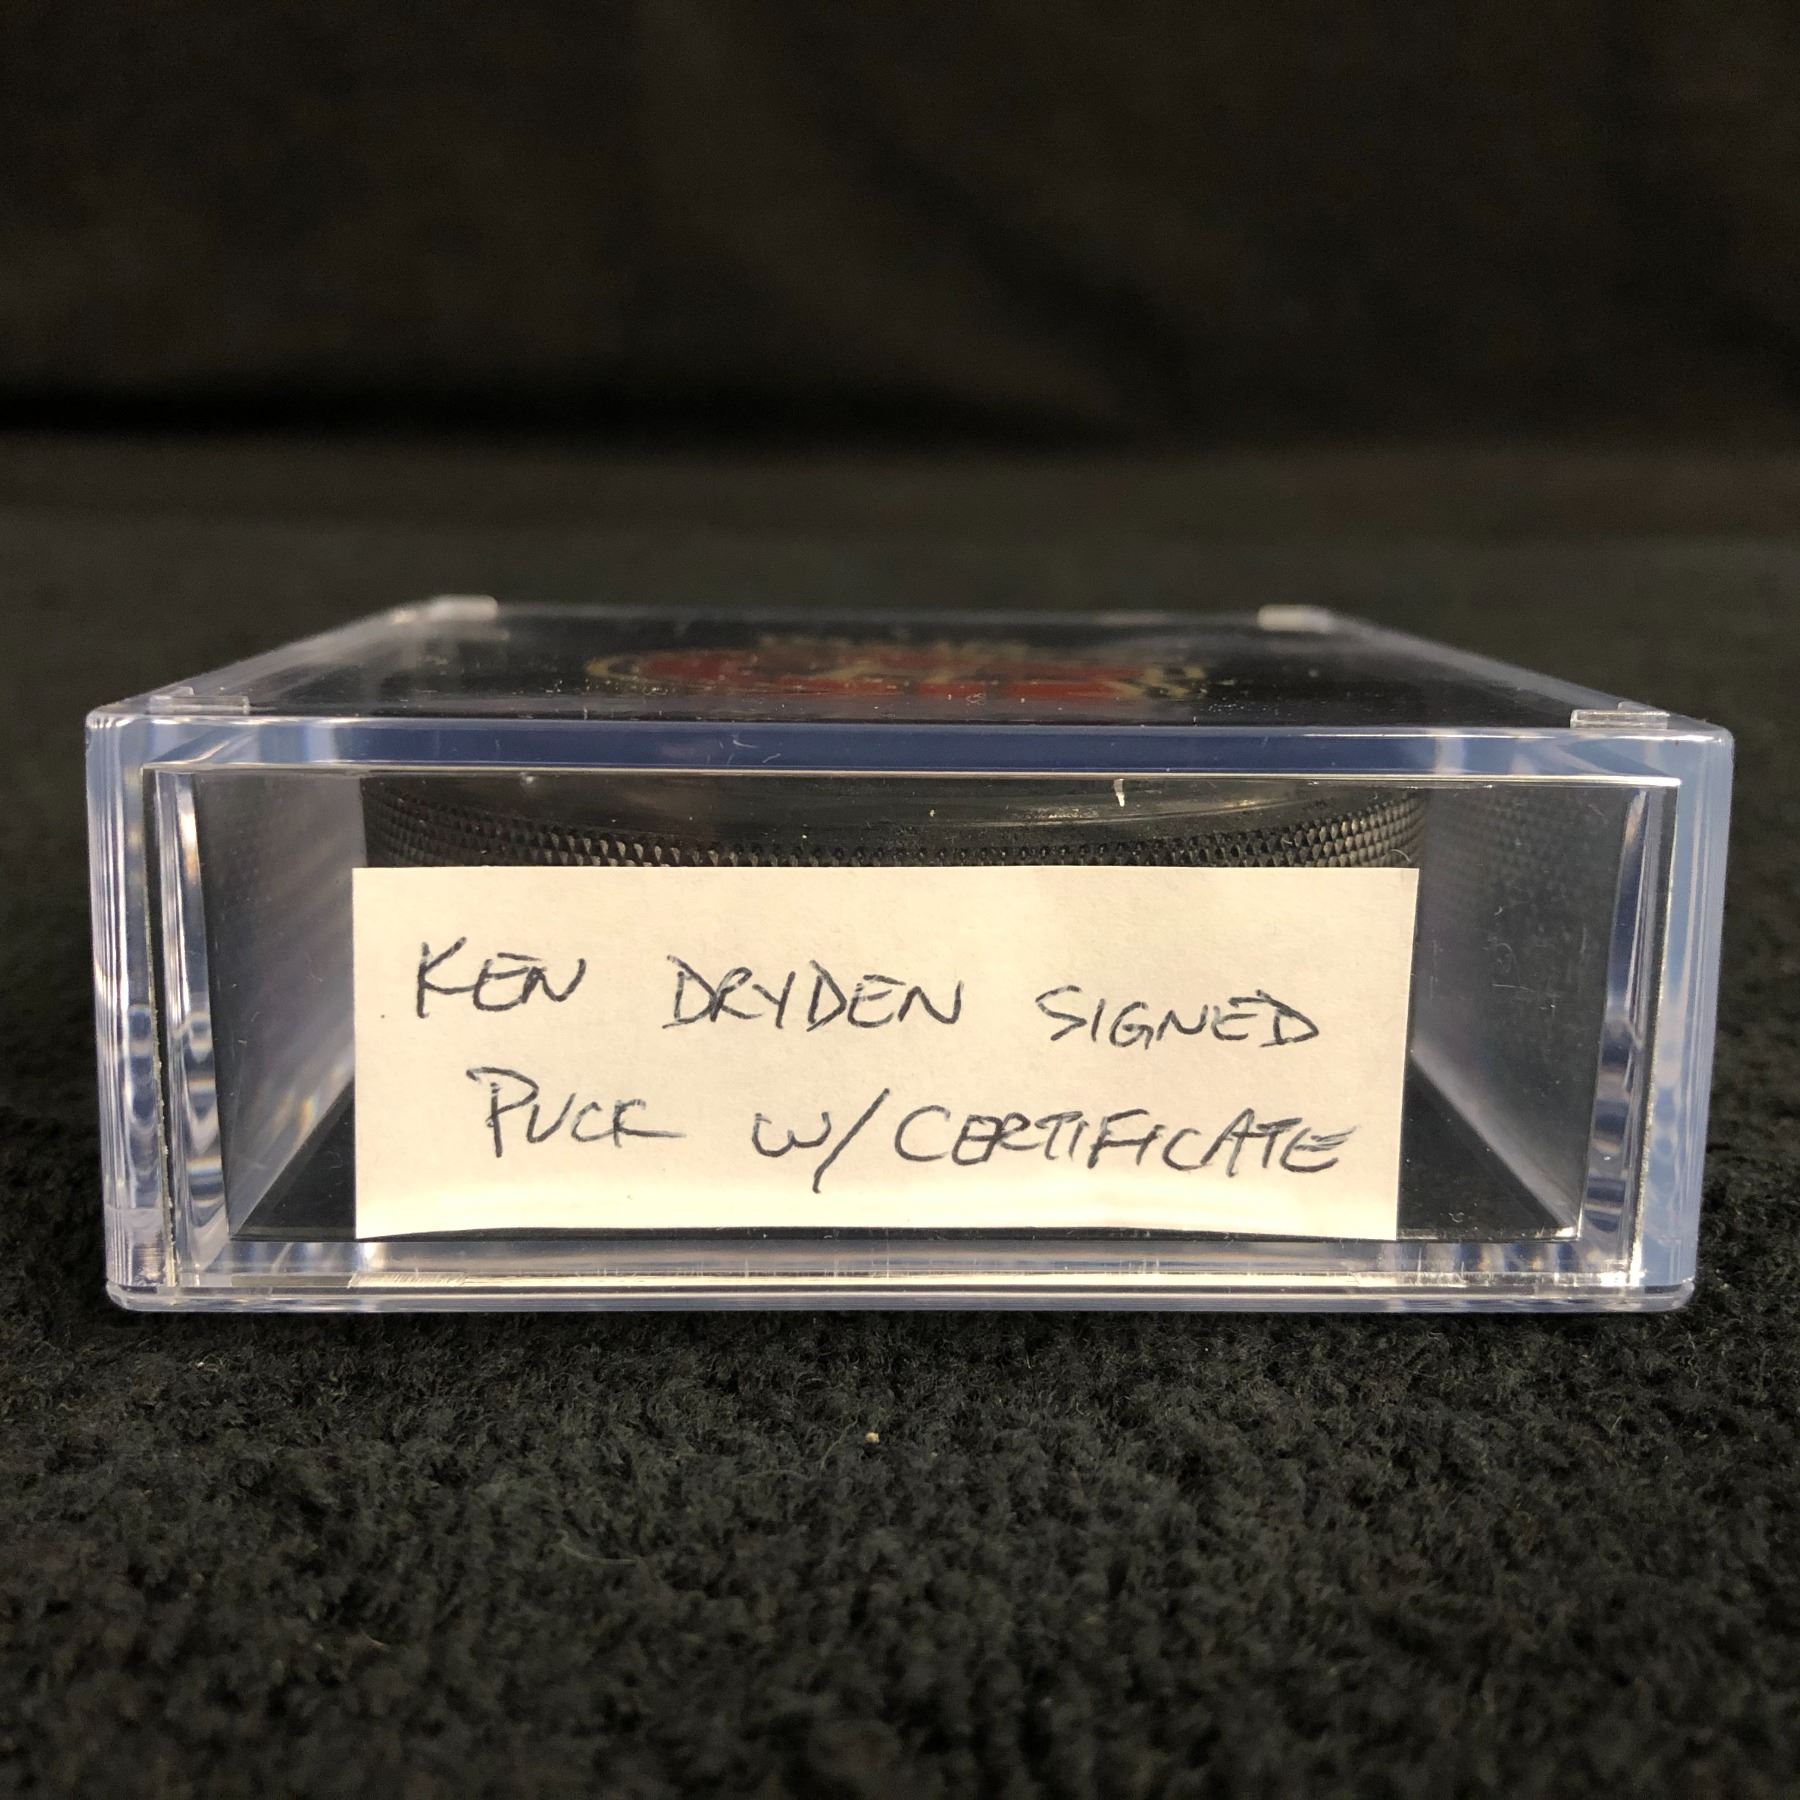 KEN DRYDEN SIGNED
PUCK W/CERTIFICATE